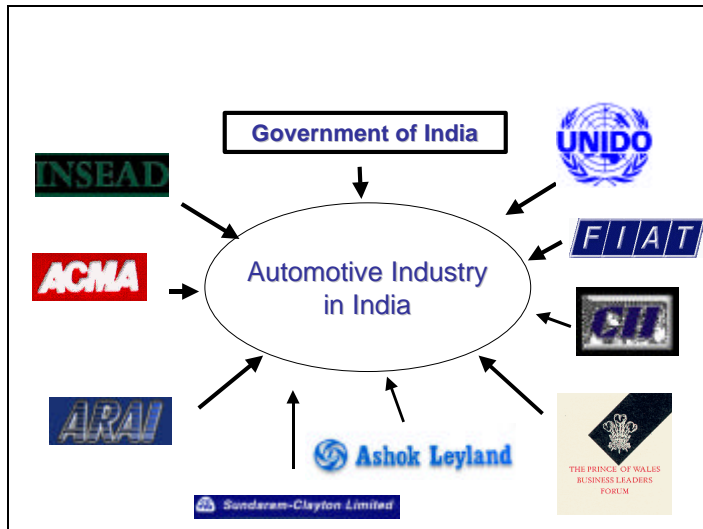 Government of India
UNIDO
INSEAD
FIAT
ACMA
Automotive Industry
in India
CII
ARAI
Ashok Leyland
THE PRINCE OF WALES
BUSINESS LEADERS
FORUM
Sundaram-Clayton Limited